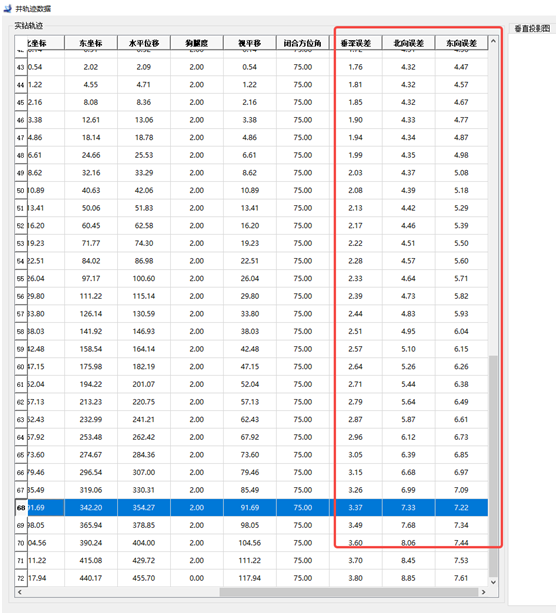 井轨迹数据
实钻轨迹
垂直投影图
北坐标 东坐标 水平位移 狗腿度 视平移 闭合方位角 垂深误差 北向误差 东向误差
43 0.54 2.02 2.09 2.00 0.54 75.00 1.76 4.32 4.47
44 1.22 4.55 4.71 2.00 1.22 75.00 1.81 4.32 4.57
45 2.16 8.08 8.36 2.00 2.16 75.00 1.85 4.32 4.67
46 3.38 12.61 13.06 2.00 3.38 75.00 1.90 4.33 4.77
47 4.86 18.14 18.78 2.00 4.86 75.00 1.94 4.34 4.87
48 6.61 24.66 25.53 2.00 6.61 75.00 1.99 4.35 4.98
49 8.62 32.16 33.29 2.00 8.62 75.00 2.03 4.37 5.08
50 10.89 40.63 42.06 2.00 10.89 75.00 2.08 4.39 5.18
51 13.41 50.06 51.83 2.00 13.41 75.00 2.13 4.42 5.29
52 16.20 60.45 62.58 2.00 16.20 75.00 2.17 4.46 5.39
53 19.23 71.77 74.30 2.00 19.23 75.00 2.22 4.51 5.50
54 22.51 84.02 86.98 2.00 22.51 75.00 2.28 4.57 5.60
55 26.04 97.17 100.60 2.00 26.04 75.00 2.33 4.64 5.71
56 29.80 111.22 115.14 2.00 29.80 75.00 2.39 4.73 5.82
57 33.80 126.14 130.59 2.00 33.80 75.00 2.44 4.83 5.93
58 38.03 141.92 146.93 2.00 38.03 75.00 2.51 4.95 6.04
59 42.48 158.54 164.14 2.00 42.48 75.00 2.57 5.10 6.15
60 47.15 175.98 182.19 2.00 47.15 75.00 2.64 5.26 6.26
61 52.04 194.22 201.07 2.00 52.04 75.00 2.71 5.44 6.38
62 57.13 213.23 220.75 2.00 57.13 75.00 2.79 5.64 6.49
63 62.43 232.99 241.21 2.00 62.43 75.00 2.87 5.87 6.61
64 67.92 253.48 262.42 2.00 67.92 75.00 2.96 6.12 6.73
65 73.60 274.67 284.36 2.00 73.60 75.00 3.05 6.39 6.85
66 79.46 296.54 307.00 2.00 79.46 75.00 3.15 6.68 6.97
67 85.49 319.06 330.31 2.00 85.49 75.00 3.26 6.99 7.09
68 91.69 342.20 354.27 2.00 91.69 75.00 3.37 7.33 7.22
69 98.05 365.94 378.85 2.00 98.05 75.00 3.49 7.68 7.34
70 104.56 390.24 404.00 2.00 104.56 75.00 3.60 8.06 7.44
71 111.22 415.08 429.72 2.00 111.22 75.00 3.70 8.45 7.53
72 117.94 440.17 455.70 0.00 117.94 75.00 3.80 8.85 7.61